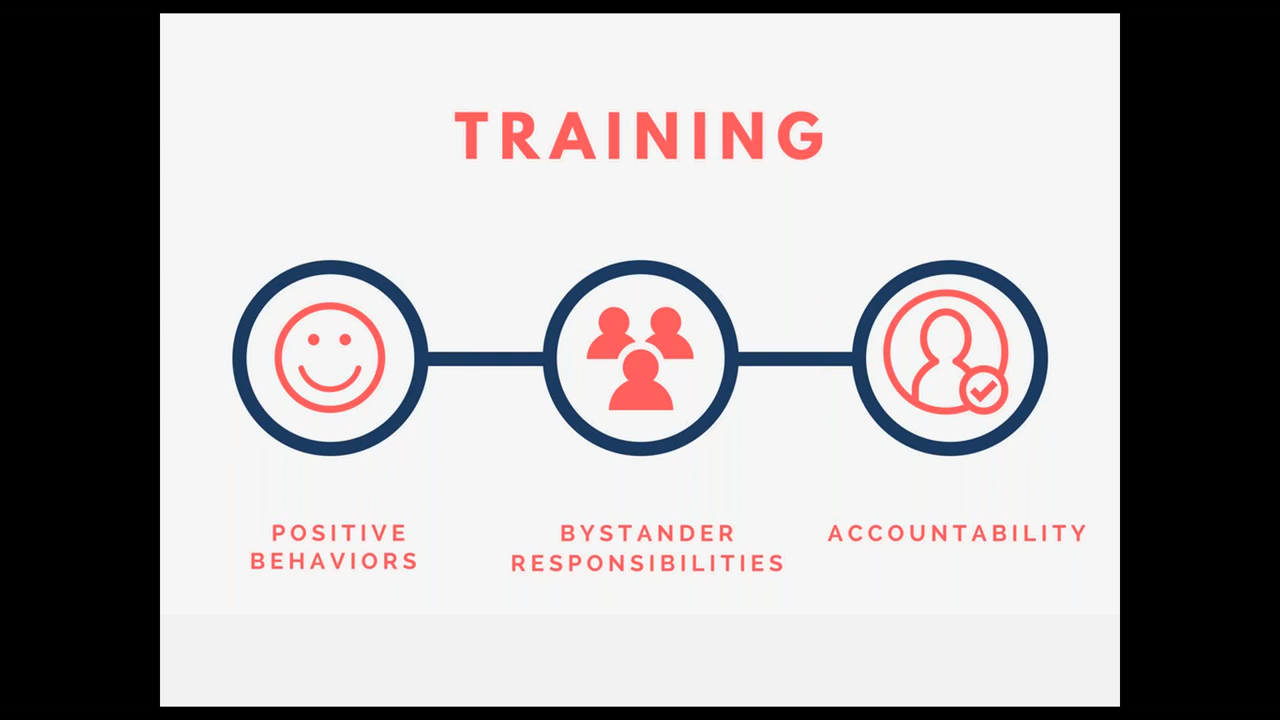 TRAINING
POSITIVE
BEHAVIORS
BYSTANDER
RESPONSIBILITIES
ACCOUNTABILITY